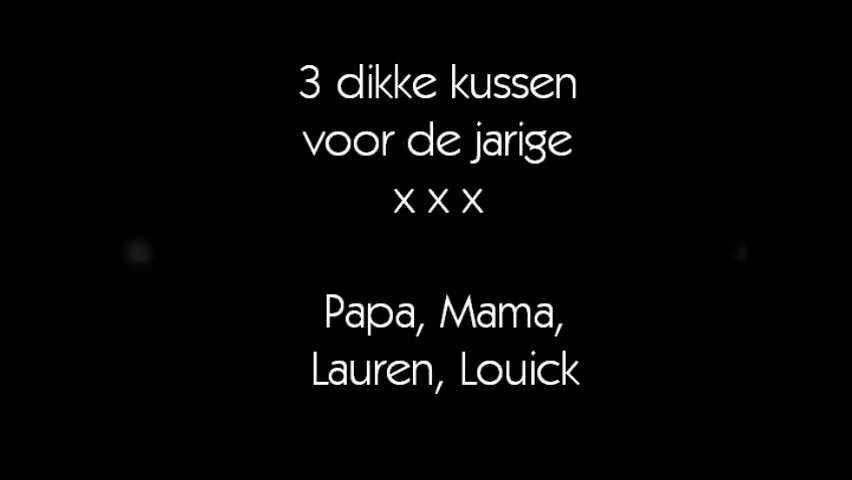 3 dikke kussen
voor de jarige
x x x
Papa, Mama,
Lauren, Louick